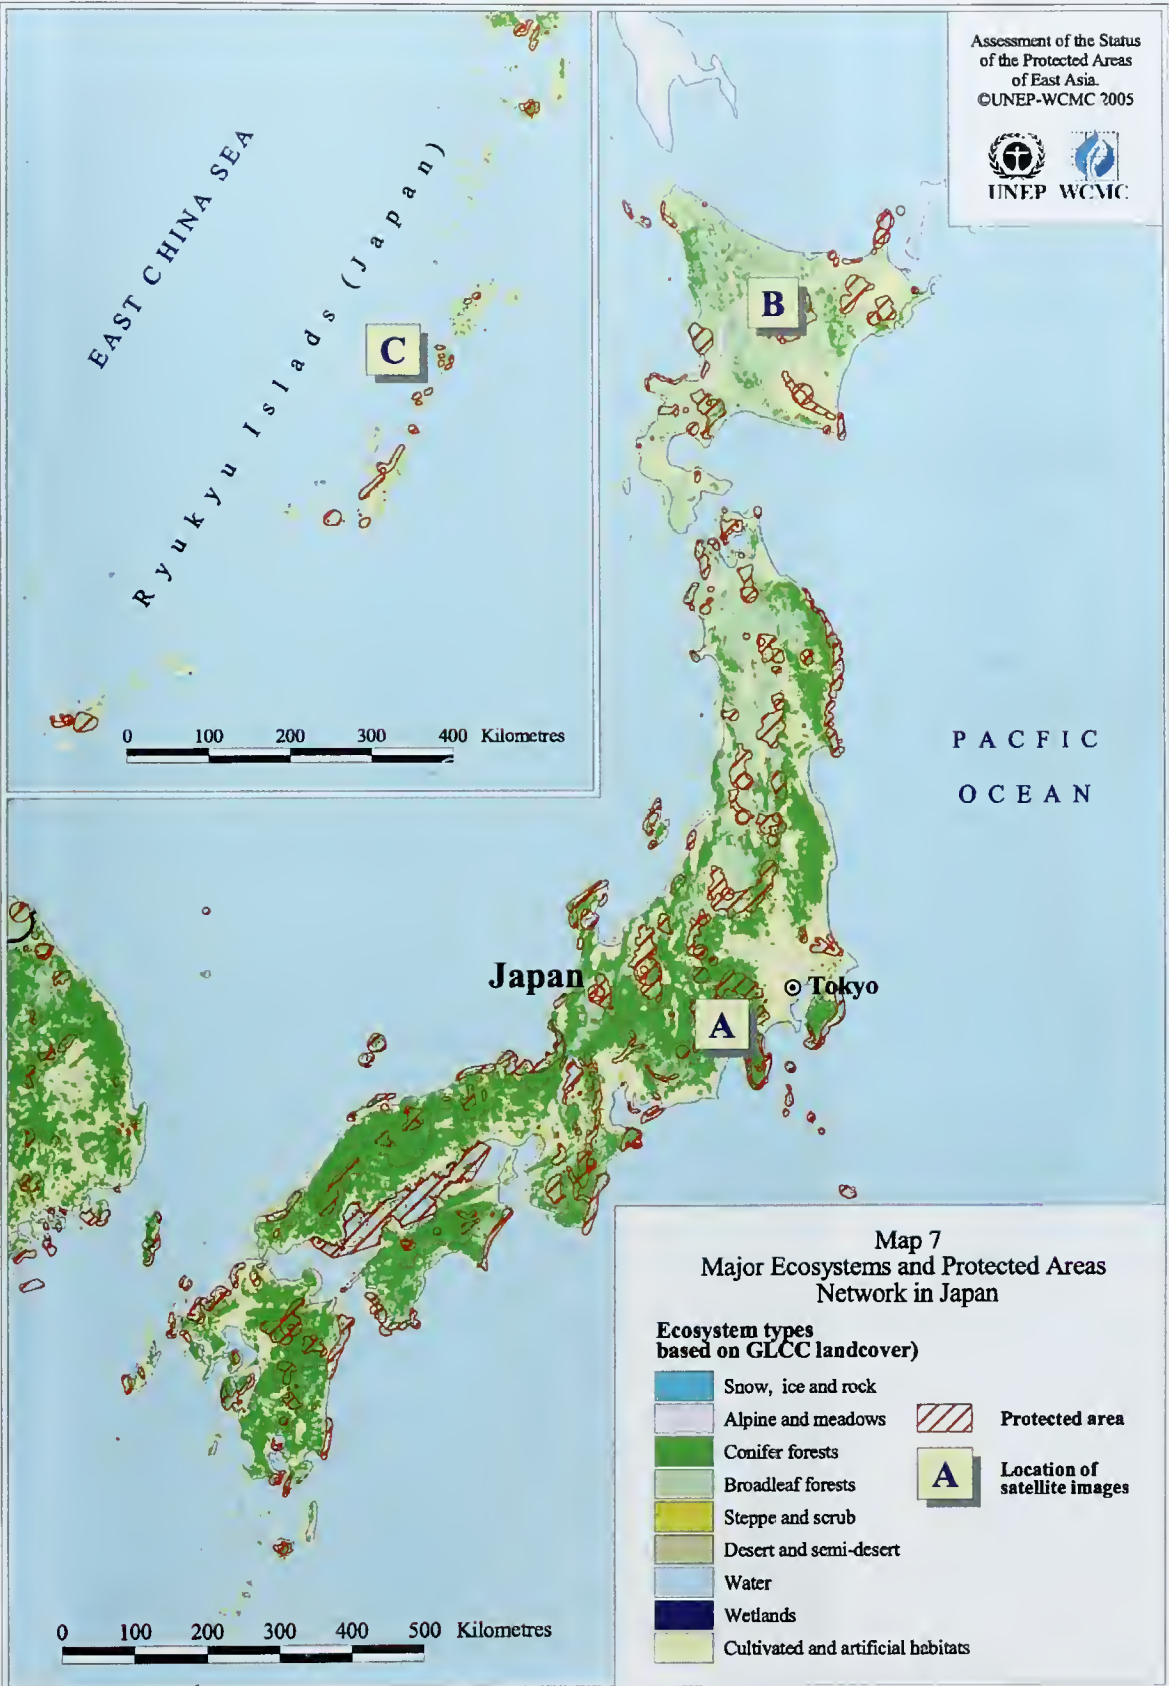 Assessment of the Status
of the Protected Areas
of East Asia.
©UNEP-WCMC 2005
UNEP WCMC
EAST CHINA SEA
Ryukyu Islads (Japan)
C
0 100 200 300 400 Kilometres
B
PACFIC
OCEAN
Japan
Tokyo
A
0 100 200 300 400 500 Kilometres
Map 7
Major Ecosystems and Protected Areas
Network in Japan
Ecosystem types
based on GLCC landcover)
Snow, ice and rock
Alpine and meadows
Conifer forests
Broadleaf forests
Steppe and scrub
Desert and semi-desert
Water
Wetlands
Cultivated and artificial habitats
Protected area
A
Location of
satellite images